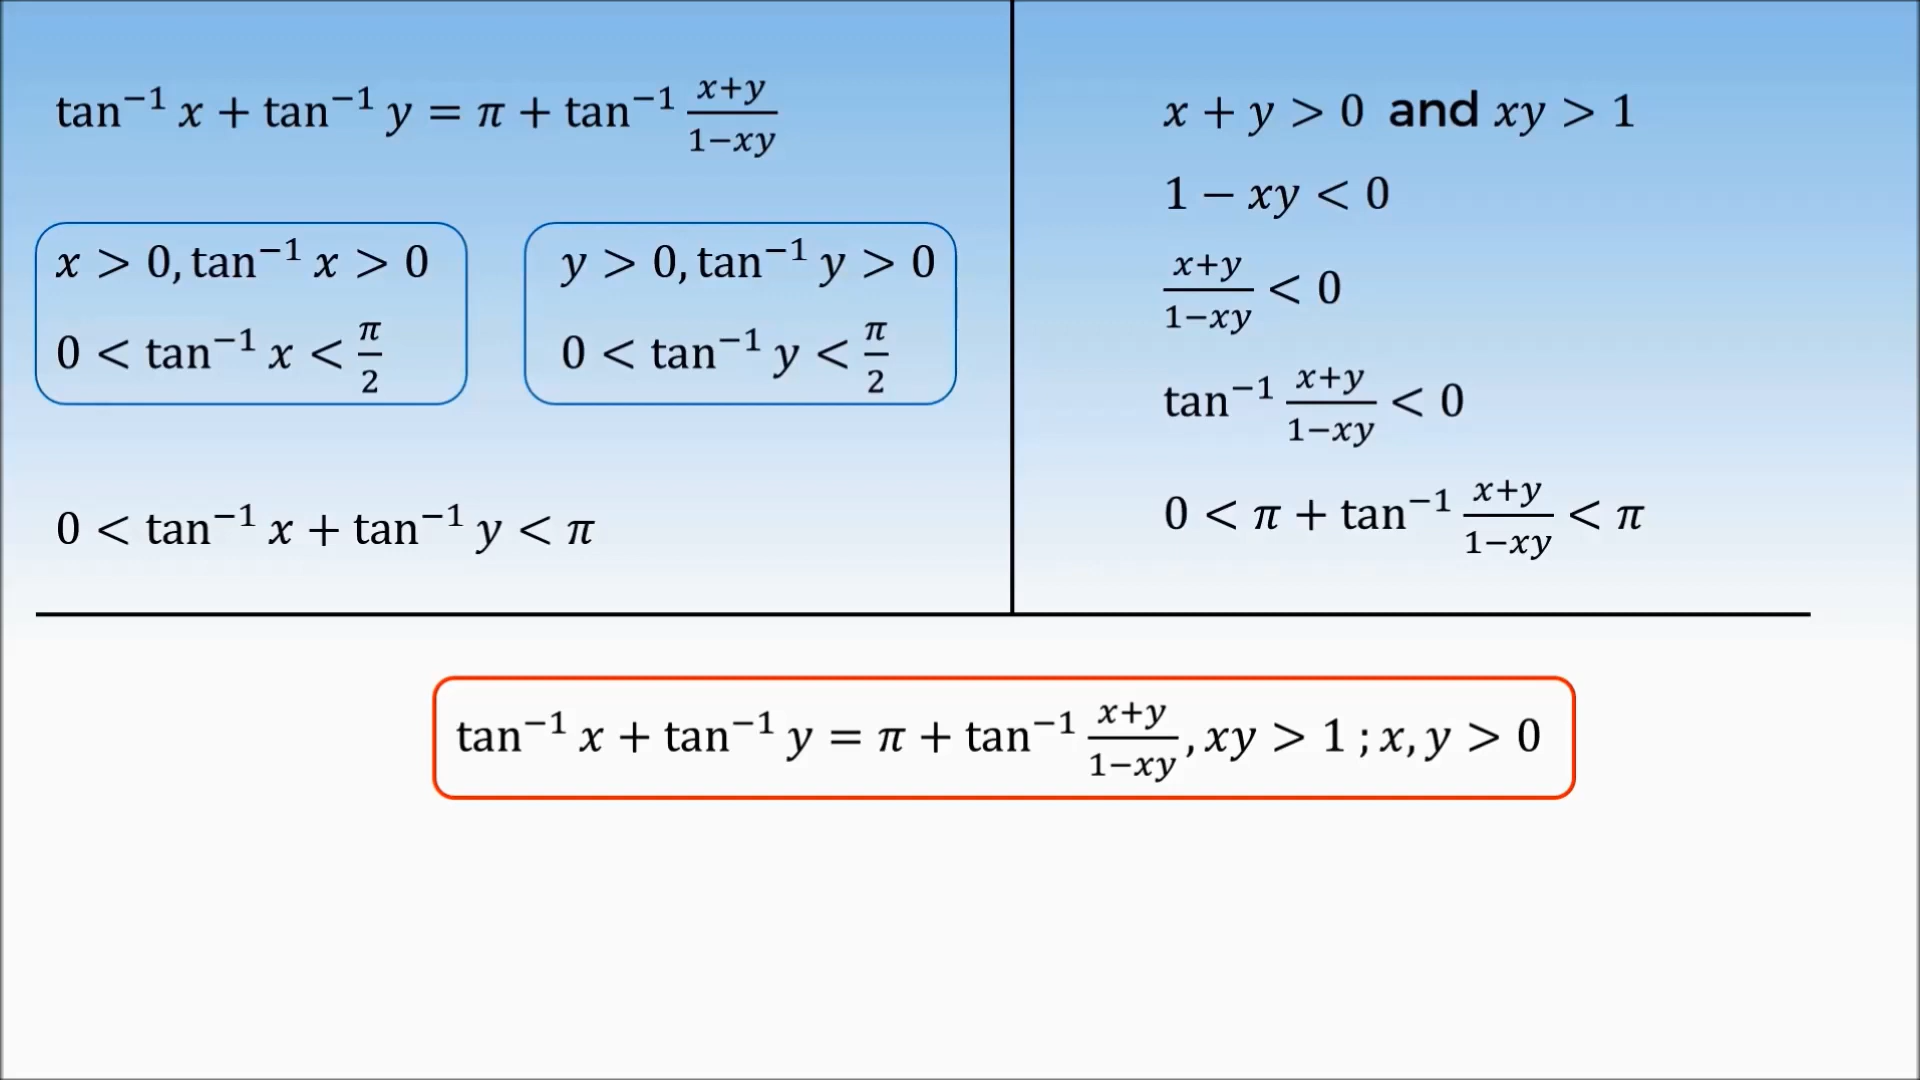 tan⁻¹ x + tan⁻¹ y = π + tan⁻¹ (x+y)/(1−xy)
x > 0, tan⁻¹ x > 0
0 < tan⁻¹ x < π/2
y > 0, tan⁻¹ y > 0
0 < tan⁻¹ y < π/2
0 < tan⁻¹ x + tan⁻¹ y < π
x + y > 0 and xy > 1
1 − xy < 0
(x+y)/(1−xy) < 0
tan⁻¹ (x+y)/(1−xy) < 0
0 < π + tan⁻¹ (x+y)/(1−xy) < π
tan⁻¹ x + tan⁻¹ y = π + tan⁻¹ (x+y)/(1−xy), xy > 1 ; x, y > 0